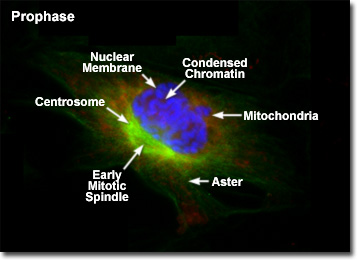 Prophase
Nuclear
Membrane
Condensed
Chromatin
Centrosome
Mitochondria
Early
Mitotic
Spindle
Aster